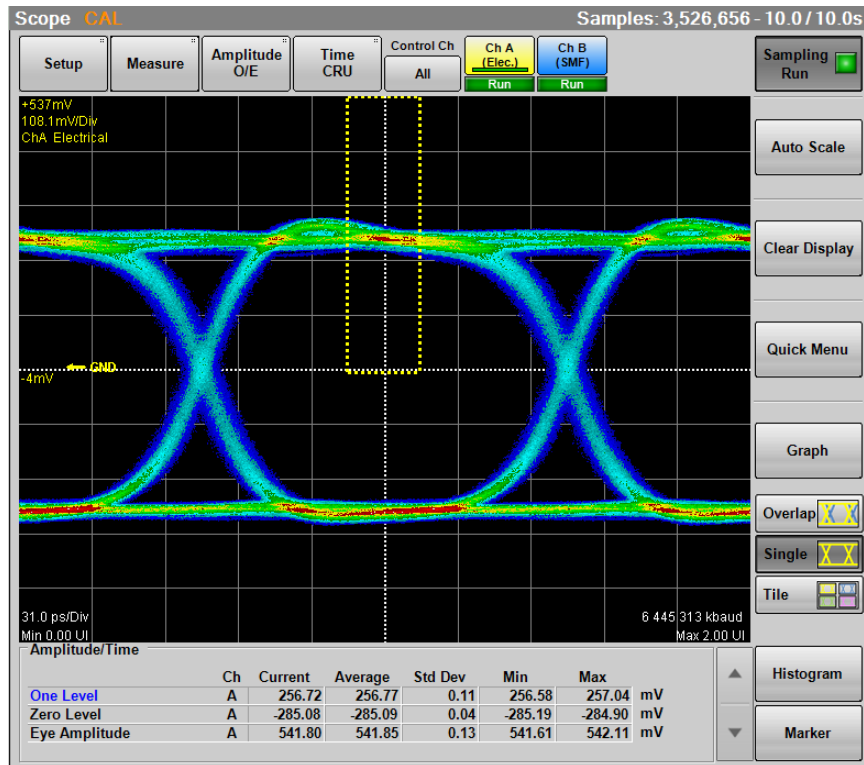 Scope CAL Samples: 3,526,656 - 10.0 / 10.0s
Setup
Measure
Amplitude
O/E
Time
CRU
Control Ch
All
Ch A
(Elec.)
Run
Ch B
(SMF)
Run
Sampling
Run
+537mV
108.1mV/Div
ChA Electrical
Auto Scale
Clear Display
Quick Menu
GND
-4mV
Graph
Overlap
Single
Tile
31.0 ps/Div
6 445 313 kbaud
Min 0.00 UI
Max 2.00 UI
Amplitude/Time
Ch Current Average Std Dev Min Max
One Level A 256.72 256.77 0.11 256.58 257.04 mV
Zero Level A -285.08 -285.09 0.04 -285.19 -284.90 mV
Eye Amplitude A 541.80 541.85 0.13 541.61 542.11 mV
Histogram
Marker